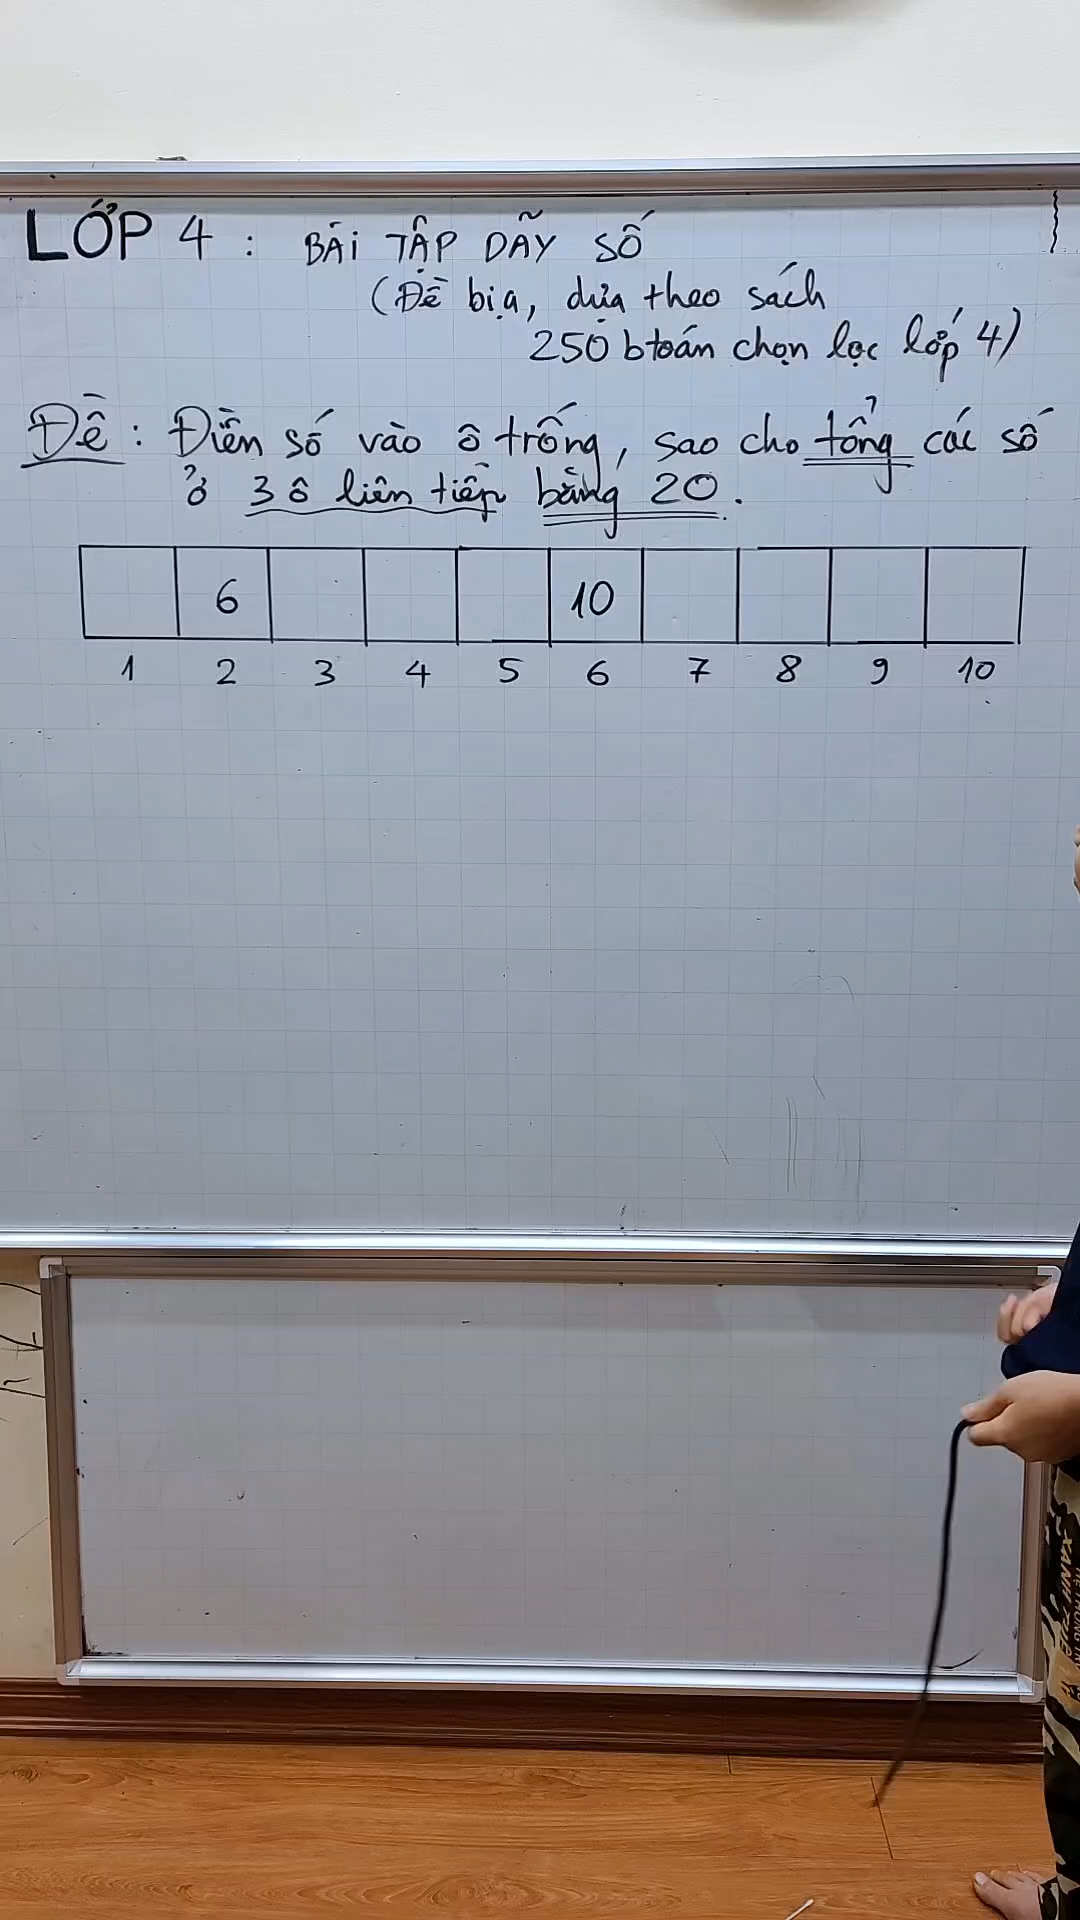 LỚP 4 : BÀI TẬP DÃY SỐ
(Đề bịa, dựa theo sách
250 btoán chọn lọc lớp 4)
Đề : Điền số vào ô trống, sao cho tổng các số
ở 3 ô liên tiếp bằng 20.
6 10
1 2 3 4 5 6 7 8 9 10